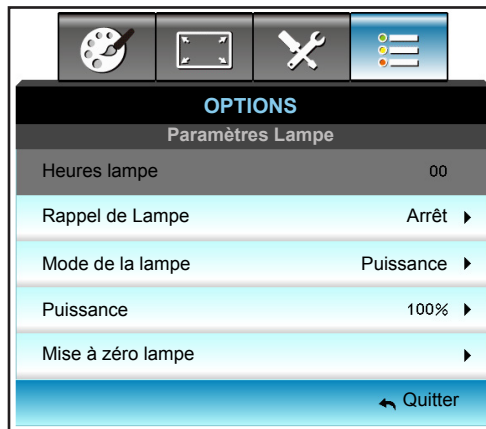 OPTIONS
Paramètres Lampe
Heures lampe 00
Rappel de Lampe Arrêt
Mode de la lampe Puissance
Puissance 100%
Mise à zéro lampe
Quitter